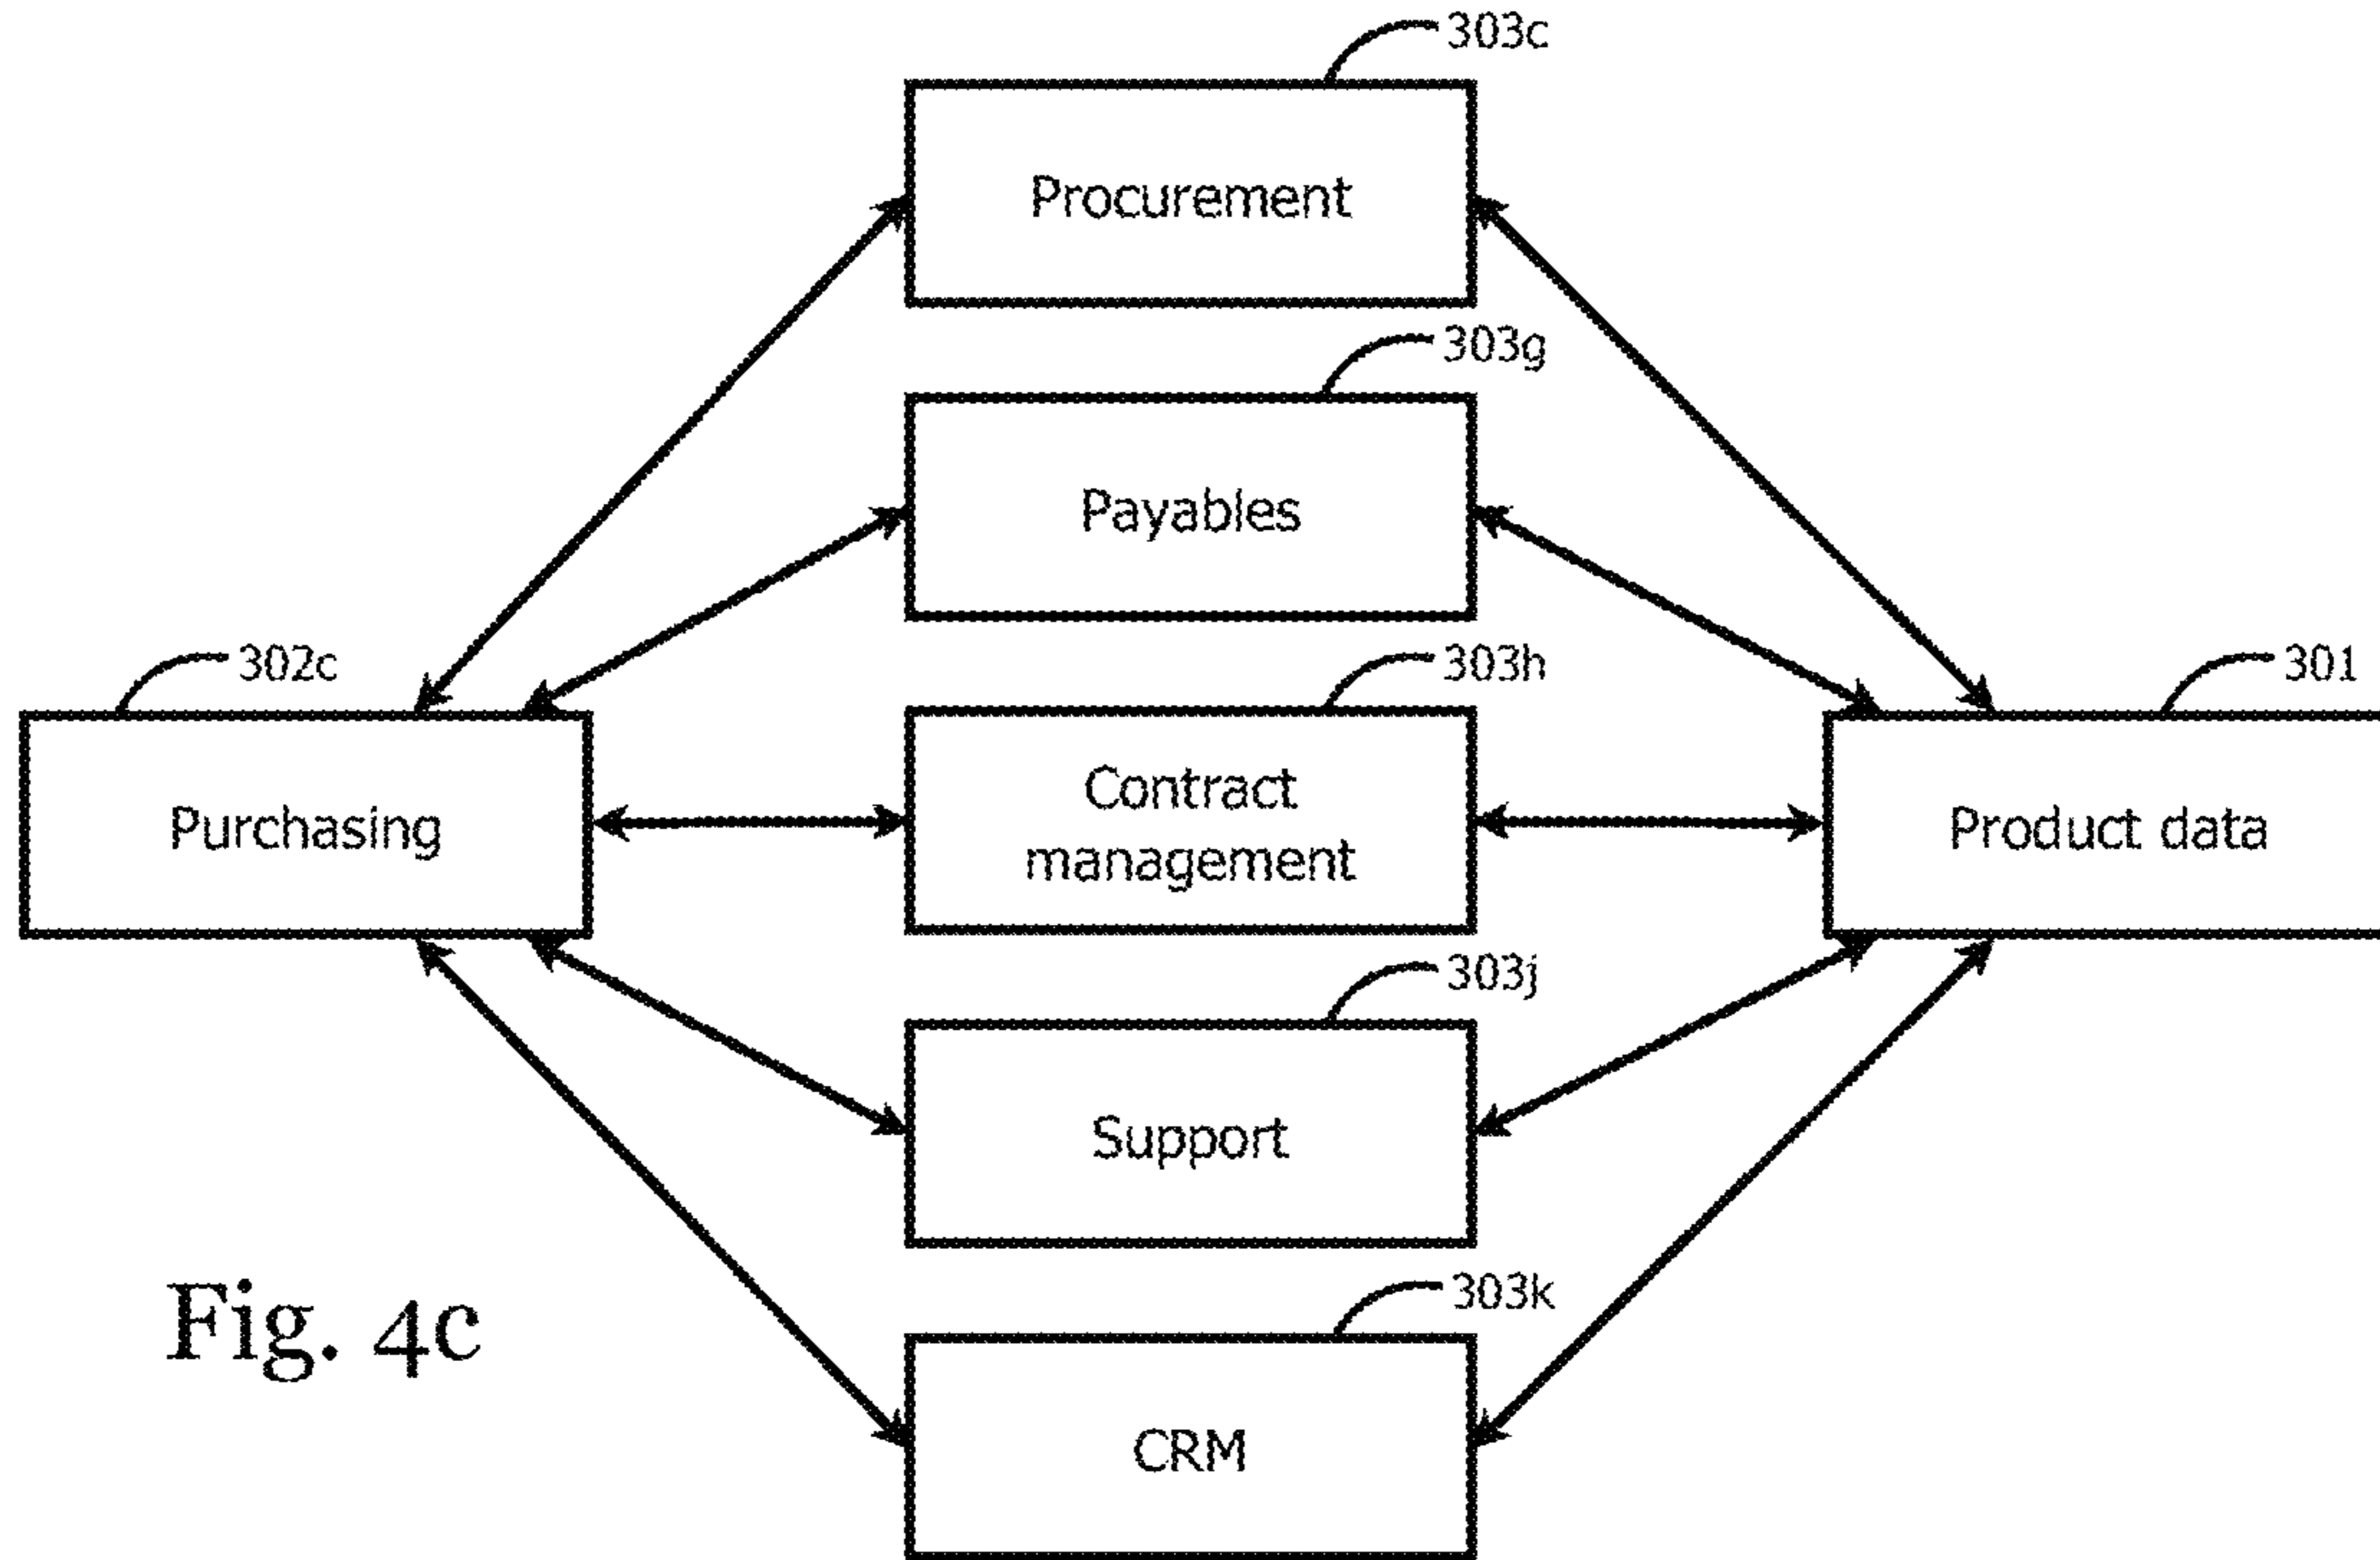 303c
Procurement
303g
Payables
302c
303h
301
Purchasing
Contract
management
Product data
303j
Support
303k
CRM
Fig. 4c